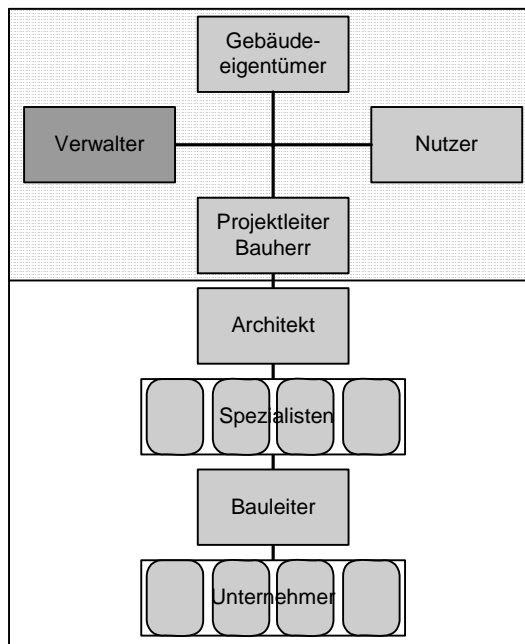 Gebäude-
eigentümer
Verwalter
Nutzer
Projektleiter
Bauherr
Architekt
Spezialisten
Bauleiter
Unternehmer